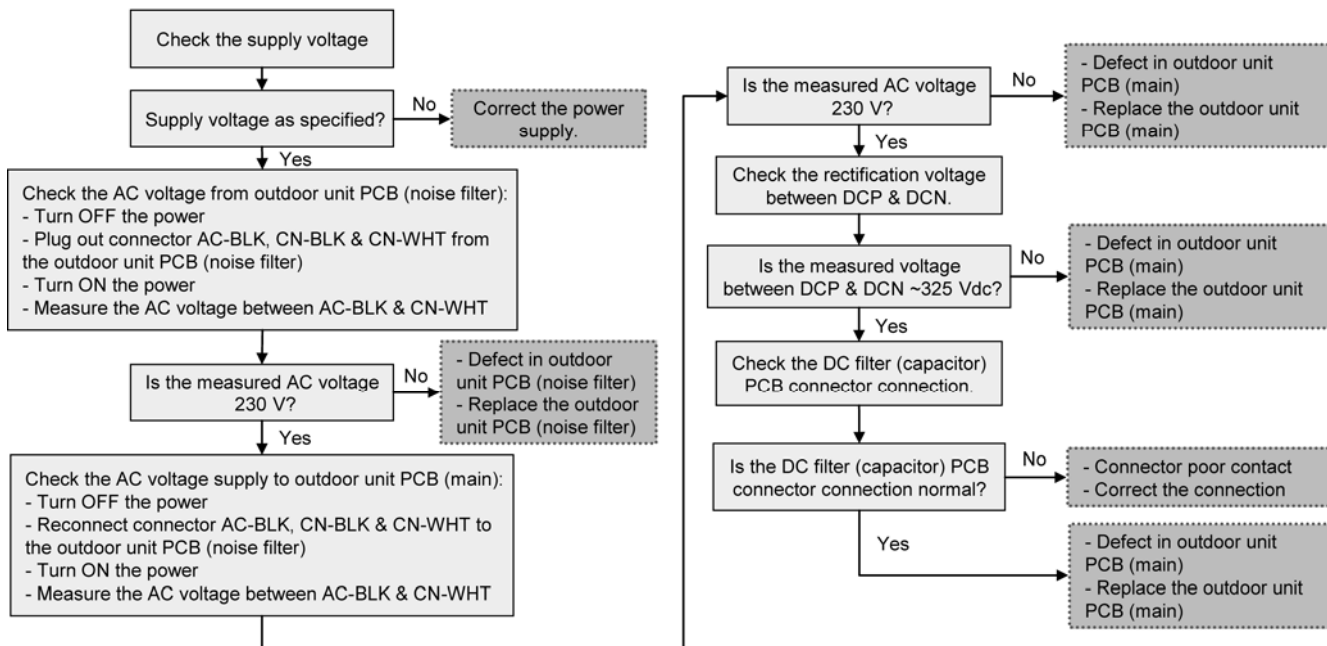 Check the supply voltage
Supply voltage as specified?
No
Correct the power
supply.
Yes
Check the AC voltage from outdoor unit PCB (noise filter):
- Turn OFF the power
- Plug out connector AC-BLK, CN-BLK & CN-WHT from
the outdoor unit PCB (noise filter)
- Turn ON the power
- Measure the AC voltage between AC-BLK & CN-WHT
Is the measured AC voltage
230 V?
No
- Defect in outdoor
unit PCB (noise filter)
- Replace the outdoor
unit PCB (noise filter)
Yes
Check the AC voltage supply to outdoor unit PCB (main):
- Turn OFF the power
- Reconnect connector AC-BLK, CN-BLK & CN-WHT to
the outdoor unit PCB (noise filter)
- Turn ON the power
- Measure the AC voltage between AC-BLK & CN-WHT
Is the measured AC voltage
230 V?
No
- Defect in outdoor unit
PCB (main)
- Replace the outdoor unit
PCB (main)
Yes
Check the rectification voltage
between DCP & DCN.
Is the measured voltage
between DCP & DCN ~325 Vdc?
No
- Defect in outdoor unit
PCB (main)
- Replace the outdoor unit
PCB (main)
Yes
Check the DC filter (capacitor)
PCB connector connection.
Is the DC filter (capacitor) PCB
connector connection normal?
No
- Connector poor contact
- Correct the connection
Yes
- Defect in outdoor unit
PCB (main)
- Replace the outdoor unit
PCB (main)